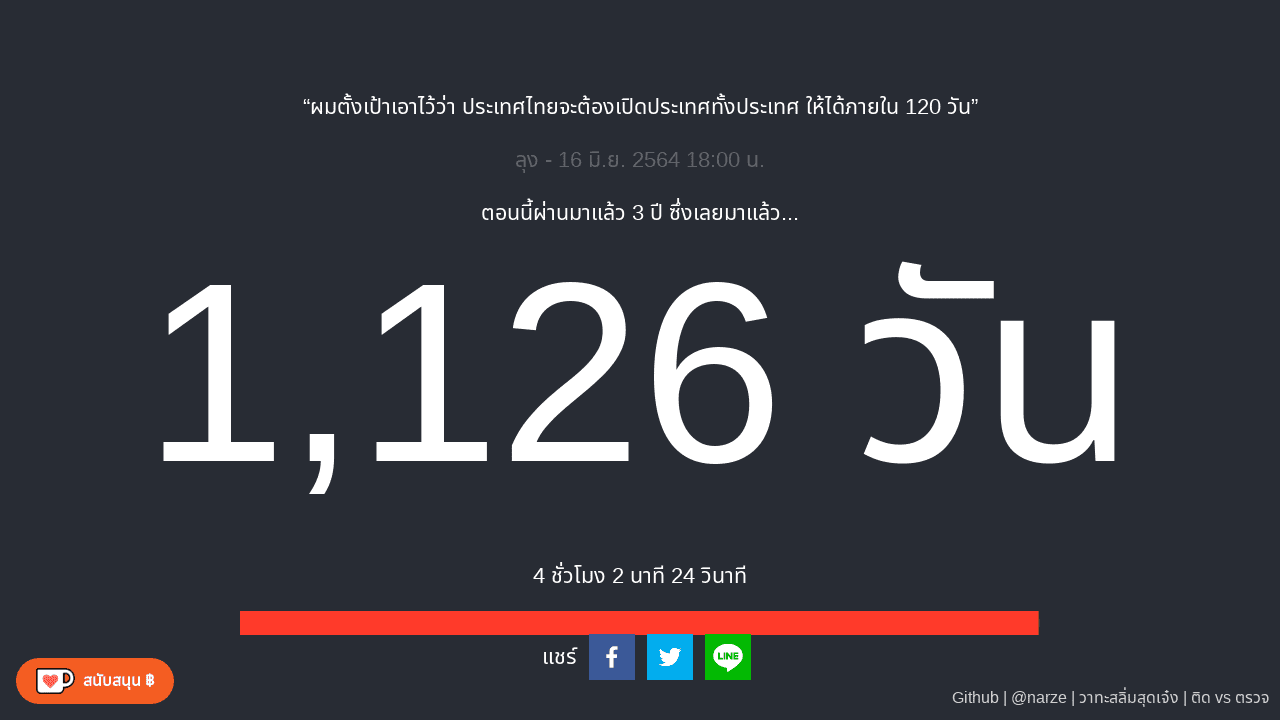 “ผมตั้งเป้าเอาไว้ว่า ประเทศไทยจะต้องเปิดประเทศทั้งประเทศ ให้ได้ภายใน 120 วัน”
ลุง - 16 มิ.ย. 2564 18:00 น.
ตอนนี้ผ่านมาแล้ว 3 ปี ซึ่งเลยมาแล้ว...
1,126 วัน
4 ชั่วโมง 2 นาที 24 วินาที
แชร์
LINE
สนับสนุน ฿
Github | @narze | วาทะสลิ่มสุดเจ๋ง | ติด vs ตรวจ